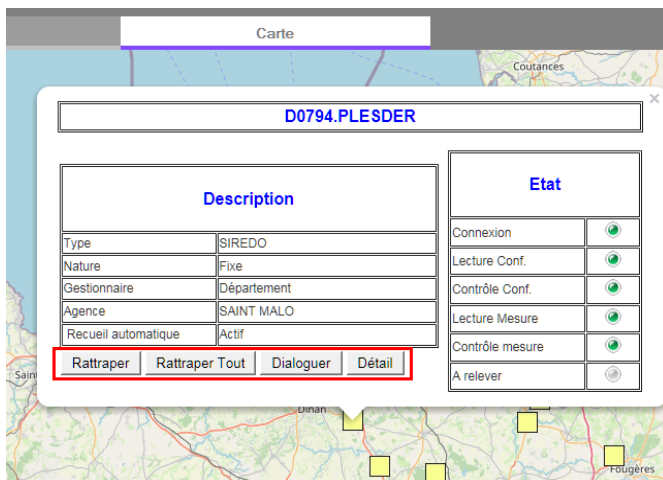 Carte
Coutances
×
D0794.PLESDER
Description
Type SIREDO
Nature Fixe
Gestionnaire Département
Agence SAINT MALO
Recueil automatique Actif
Rattraper Rattraper Tout Dialoguer Détail
Etat
Connexion
Lecture Conf.
Contrôle Conf.
Lecture Mesure
Contrôle mesure
A relever
Sain
Dinan
Fougères